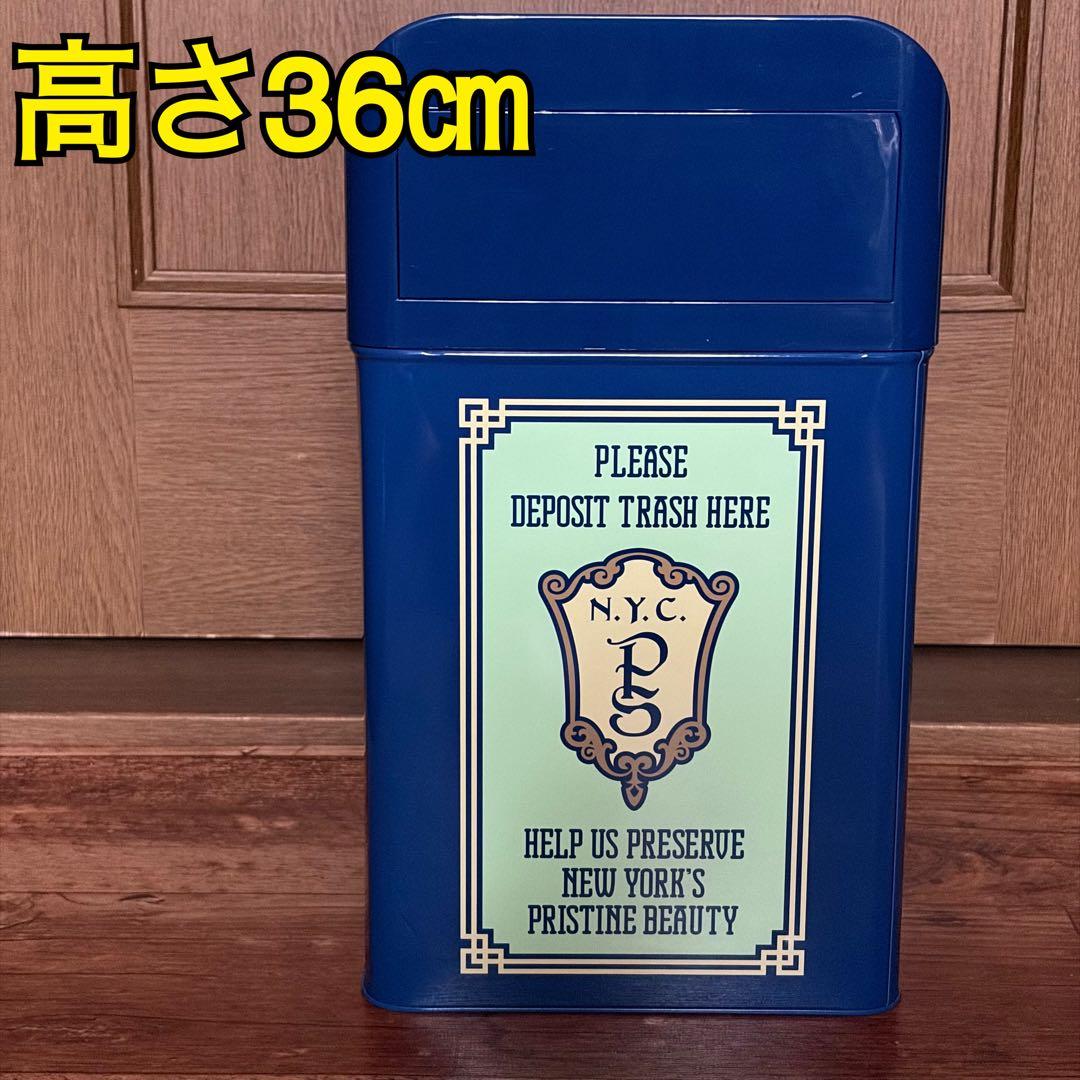 高さ36㎝
PLEASE
DEPOSIT TRASH HERE
N.Y.C.
PS
HELP US PRESERVE
NEW YORK'S
PRISTINE BEAUTY